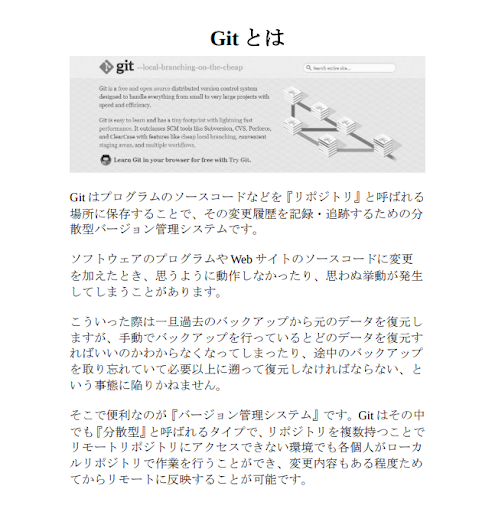 Git とは
git --local-branching-on-the-cheap
Search entire site...
Git is a free and open source distributed version control system
designed to handle everything from small to very large projects with
speed and efficiency.
Git is easy to learn and has a tiny footprint with lightning fast
performance. It outclasses SCM tools like Subversion, CVS, Perforce,
and ClearCase with features like cheap local branching, convenient
staging areas, and multiple workflows.
Learn Git in your browser for free with Try Git.
Git はプログラムのソースコードなどを『リポジトリ』と呼ばれる
場所に保存することで、その変更履歴を記録・追跡するための分
散型バージョン管理システムです。
ソフトウェアのプログラムや Web サイトのソースコードに変更
を加えたとき、思うように動作しなかったり、思わぬ挙動が発生
してしまうことがあります。
こういった際は一旦過去のバックアップから元のデータを復元し
ますが、手動でバックアップを行っているとどのデータを復元す
ればいいのかわからなくなってしまったり、途中のバックアップ
を取り忘れていて必要以上に遡って復元しなければならない、と
いう事態に陥りかねません。
そこで便利なのが『バージョン管理システム』です。Git はその中
でも『分散型』と呼ばれるタイプで、リポジトリを複数持つことで
リモートリポジトリにアクセスできない環境でも各個人がローカ
ルリポジトリで作業を行うことができ、変更内容もある程度ため
てからリモートに反映することが可能です。